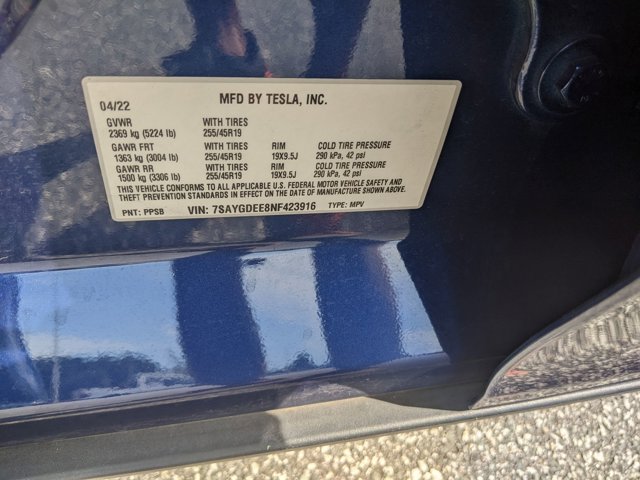 04/22 MFD BY TESLA, INC.
GVWR WITH TIRES
2369 kg (5224 lb) 255/45R19
GAWR FRT WITH TIRES RIM COLD TIRE PRESSURE
1363 kg (3004 lb) 255/45R19 19X9.5J 290 kPa, 42 psi
GAWR RR WITH TIRES RIM COLD TIRE PRESSURE
1500 kg (3306 lb) 255/45R19 19X9.5J 290 kPa, 42 psi
THIS VEHICLE CONFORMS TO ALL APPLICABLE U.S. FEDERAL MOTOR VEHICLE SAFETY AND
THEFT PREVENTION STANDARDS IN EFFECT ON THE DATE OF MANUFACTURE SHOWN ABOVE.
PNT: PPSB VIN: 7SAYGDEE8NF423916 TYPE: MPV